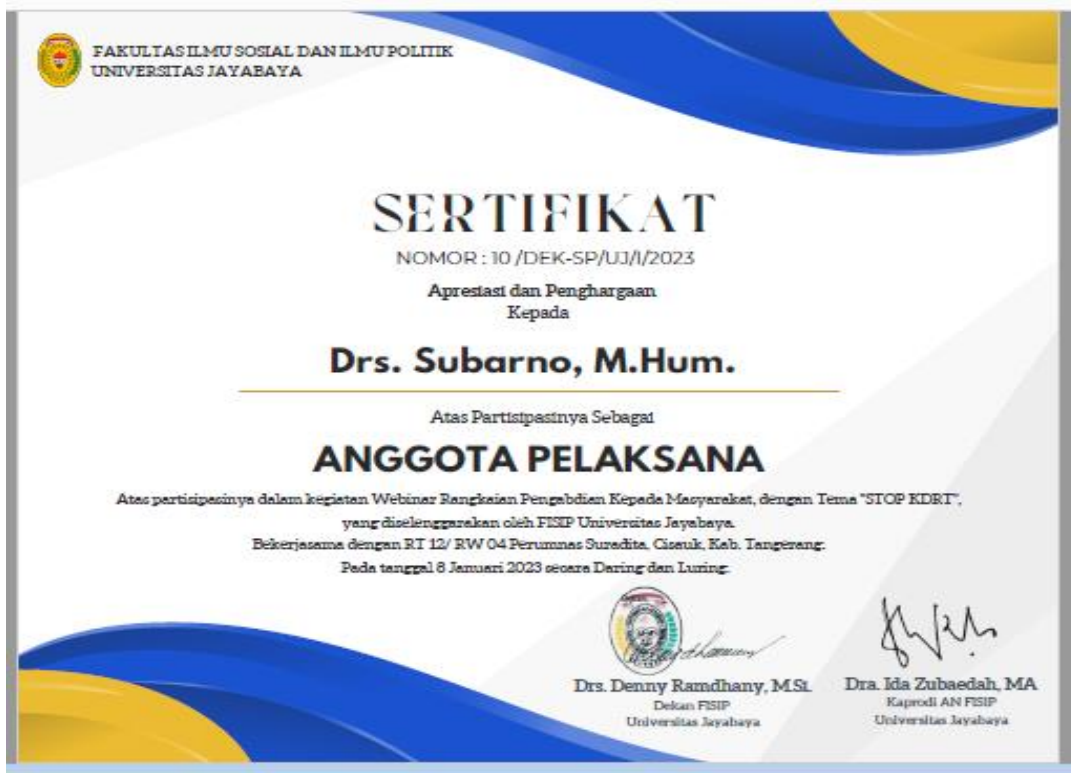 FAKULTAS ILMU SOSIAL DAN ILMU POLITIK
UNIVERSITAS JAYABAYA
SERTIFIKAT
NOMOR : 10 /DEK-SP/UJ/I/2023
Apresiasi dan Penghargaan
Kepada
Drs. Subarno, M.Hum.
Atas Partisipasinya Sebagai
ANGGOTA PELAKSANA
Atas partisipasinya dalam kegiatan Webinar Rangkaian Pengabdian Kepada Masyarakat, dengan Tema "STOP KDRT",
yang diselenggarakan oleh FISIP Universitas Jayabaya.
Bekerjasama dengan RT 12/ RW 04 Perumnas Suradita, Cisauk, Kab. Tangerang.
Pada tanggal 8 Januari 2023 secara Daring dan Luring.
Drs. Denny Ramdhany, M.Si.
Dekan FISIP
Universitas Jayabaya
Dra. Ida Zubaedah, MA
Kaprodi AN FISIP
Universitas Jayabaya